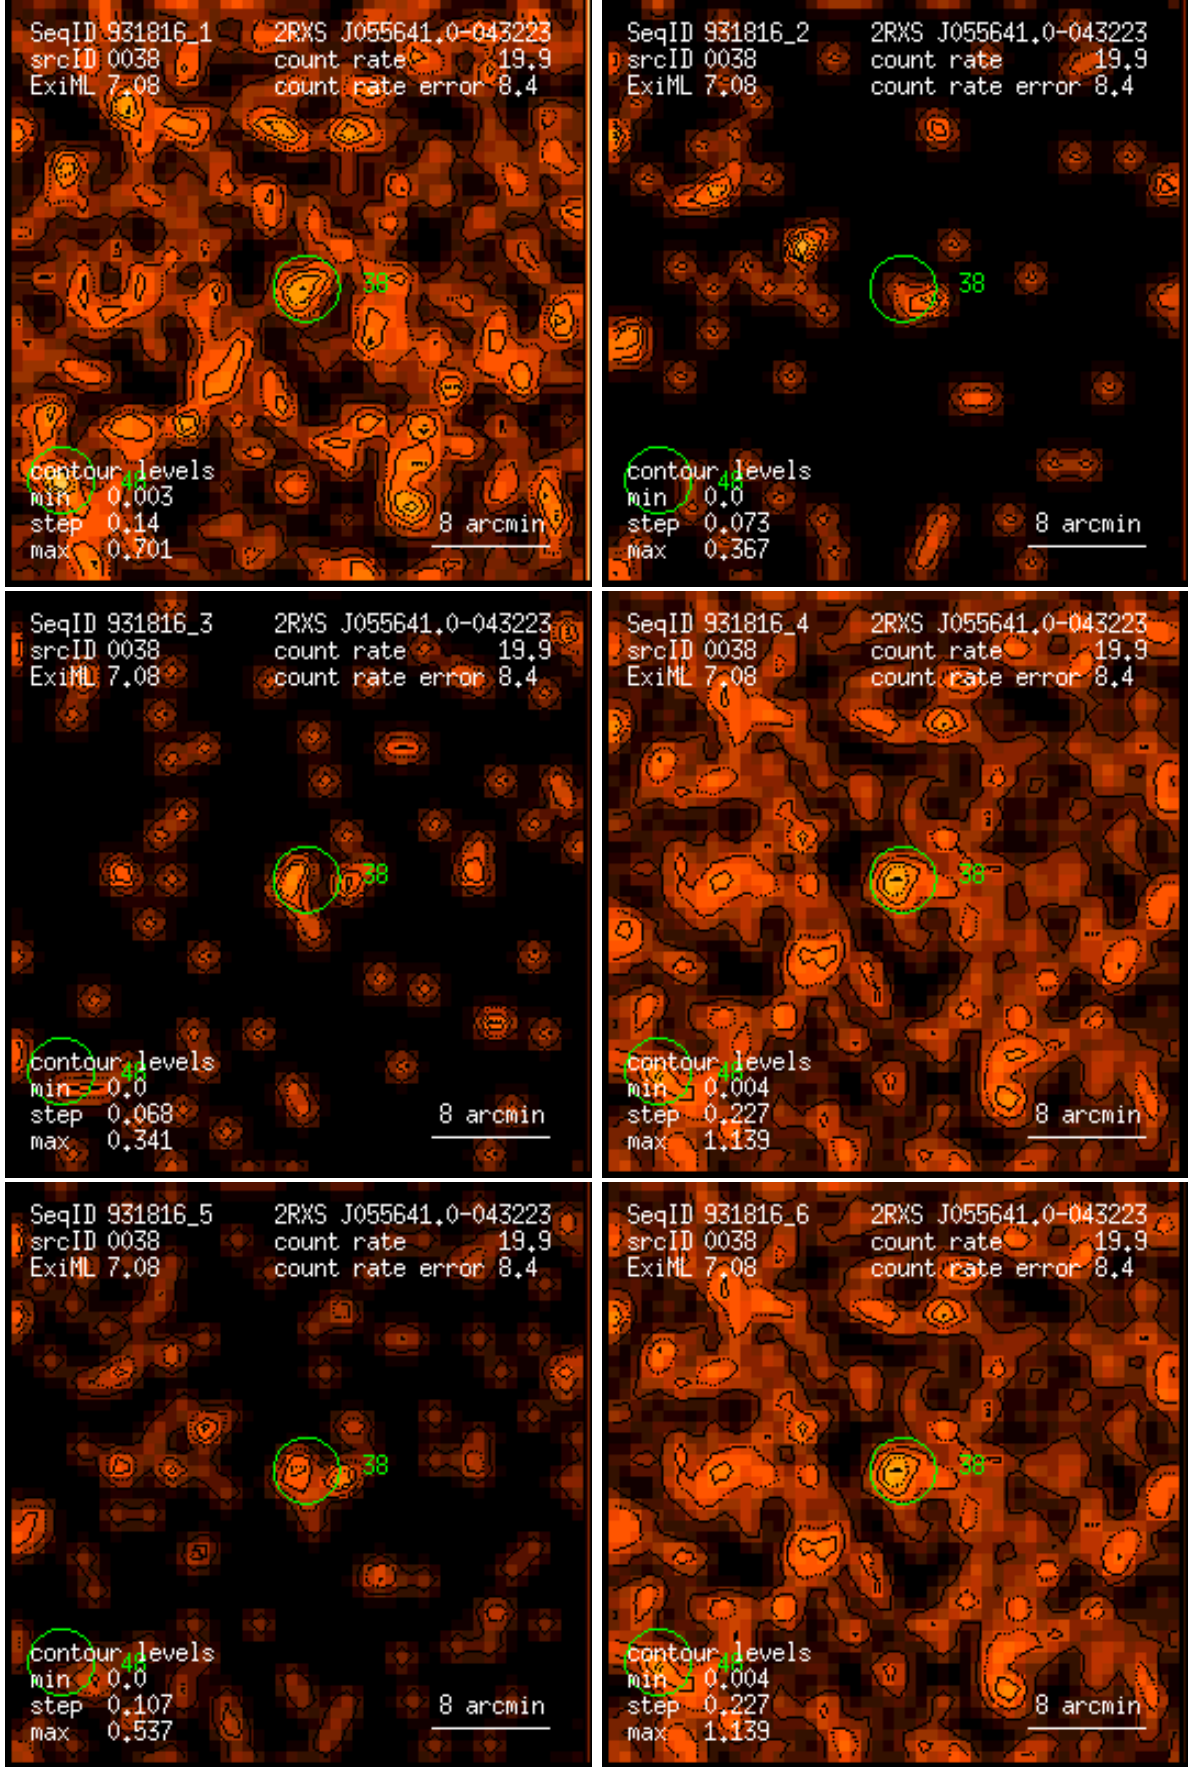 SeqID 931816_1 2RXS J055641.0-043223
srcID 0038 count rate 19.9
ExiML 7.08 count rate error 8.4
38
contour levels
48
min 0.003
step 0.14
max 0.701
8 arcmin
SeqID 931816_2 2RXS J055641.0-043223
srcID 0038 count rate 19.9
ExiML 7.08 count rate error 8.4
38
contour levels
48
min 0.0
step 0.073
max 0.367
8 arcmin
SeqID 931816_3 2RXS J055641.0-043223
srcID 0038 count rate 19.9
ExiML 7.08 count rate error 8.4
38
contour levels
48
min 0.0
step 0.068
max 0.341
8 arcmin
SeqID 931816_4 2RXS J055641.0-043223
srcID 0038 count rate 19.9
ExiML 7.08 count rate error 8.4
38
contour levels
48
min 0.004
step 0.227
max 1.139
8 arcmin
SeqID 931816_5 2RXS J055641.0-043223
srcID 0038 count rate 19.9
ExiML 7.08 count rate error 8.4
38
contour levels
48
min 0.0
step 0.107
max 0.537
8 arcmin
SeqID 931816_6 2RXS J055641.0-043223
srcID 0038 count rate 19.9
ExiML 7.08 count rate error 8.4
38
contour levels
48
min 0.004
step 0.227
max 1.139
8 arcmin